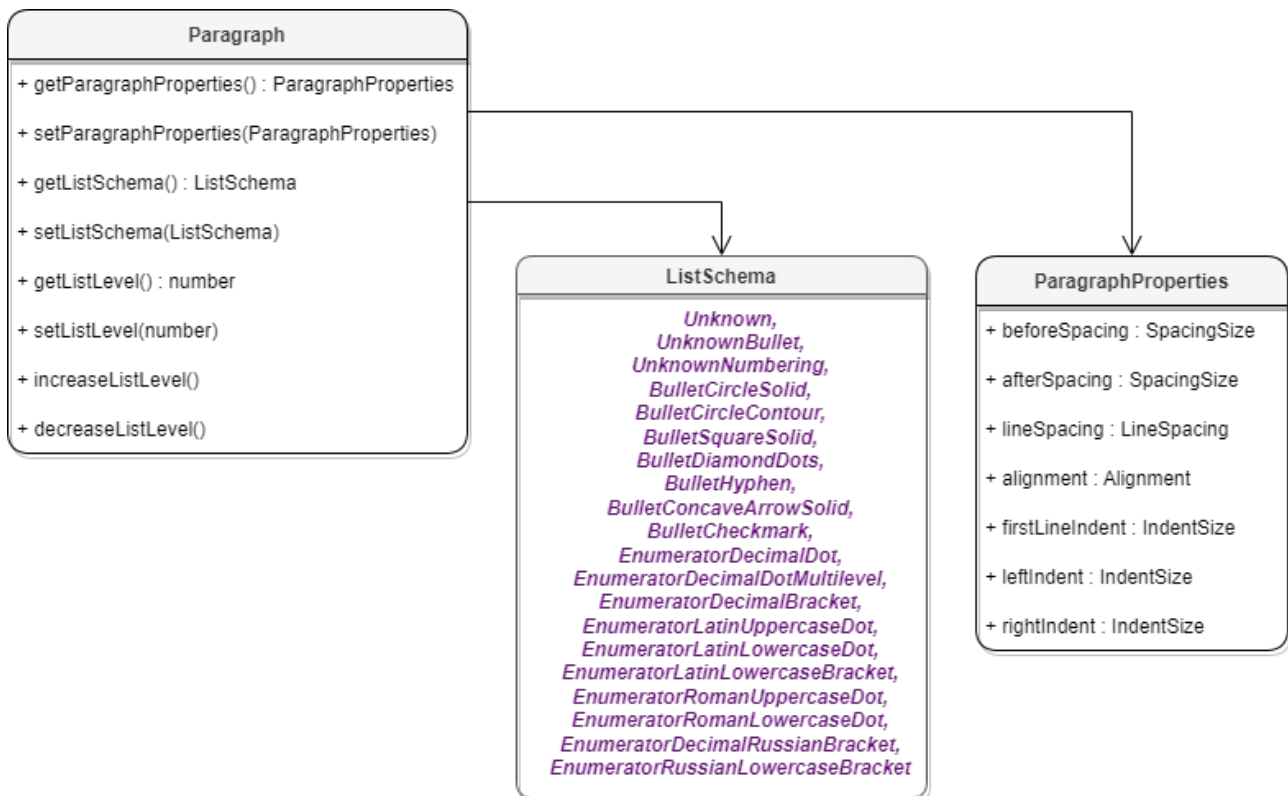 Paragraph
+ getParagraphProperties() : ParagraphProperties
+ setParagraphProperties(ParagraphProperties)
+ getListSchema() : ListSchema
+ setListSchema(ListSchema)
+ getListLevel() : number
+ setListLevel(number)
+ increaseListLevel()
+ decreaseListLevel()
ListSchema
Unknown,
UnknownBullet,
UnknownNumbering,
BulletCircleSolid,
BulletCircleContour,
BulletSquareSolid,
BulletDiamondDots,
BulletHyphen,
BulletConcaveArrowSolid,
BulletCheckmark,
EnumeratorDecimalDot,
EnumeratorDecimalDotMultilevel,
EnumeratorDecimalBracket,
EnumeratorLatinUppercaseDot,
EnumeratorLatinLowercaseDot,
EnumeratorLatinLowercaseBracket,
EnumeratorRomanUppercaseDot,
EnumeratorRomanLowercaseDot,
EnumeratorDecimalRussianBracket,
EnumeratorRussianLowercaseBracket
ParagraphProperties
+ beforeSpacing : SpacingSize
+ afterSpacing : SpacingSize
+ lineSpacing : LineSpacing
+ alignment : Alignment
+ firstLineIndent : IndentSize
+ leftIndent : IndentSize
+ rightIndent : IndentSize